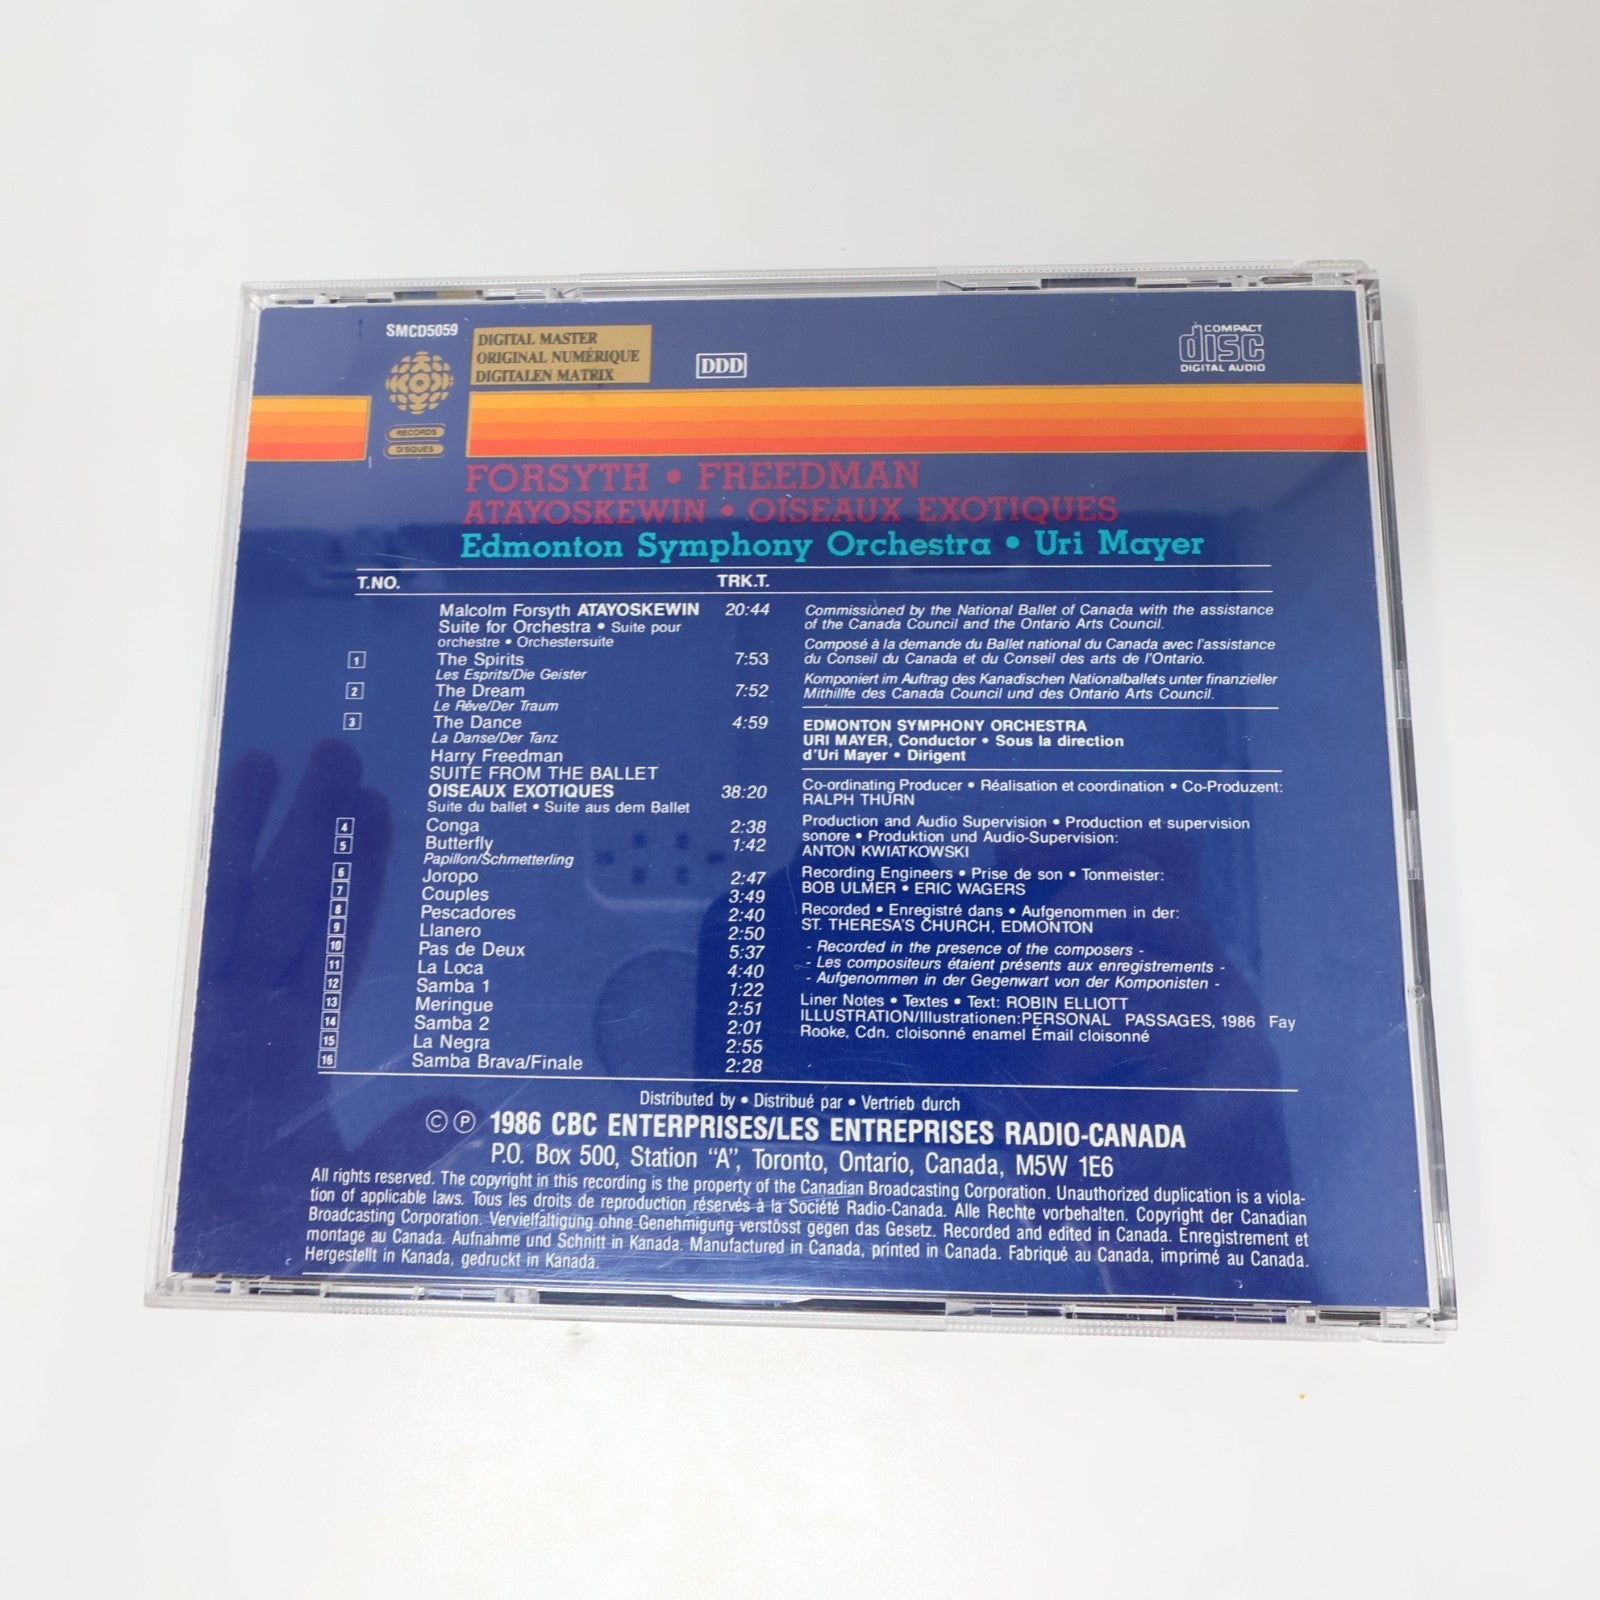 SMCD5059
DIGITAL MASTER
ORIGINAL NUMÉRIQUE
DIGITALEN MATRIX
DDD
COMPACT
disc
DIGITAL AUDIO
RECORDS
DISQUES
FORSYTH • FREEDMAN
ATAYOSKEWIN • OISEAUX EXOTIQUES
Edmonton Symphony Orchestra • Uri Mayer
T.NO. TRK.T.
Malcolm Forsyth ATAYOSKEWIN 20:44
Suite for Orchestra • Suite pour
orchestre • Orchestersuite
1 The Spirits 7:53
Les Esprits/Die Geister
2 The Dream 7:52
Le Rêve/Der Traum
3 The Dance 4:59
La Danse/Der Tanz
Harry Freedman
SUITE FROM THE BALLET
OISEAUX EXOTIQUES 38:20
Suite du ballet • Suite aus dem Ballet
4 Conga 2:38
5 Butterfly 1:42
Papillon/Schmetterling
6 Joropo 2:47
7 Couples 3:49
8 Pescadores 2:40
9 Llanero 2:50
10 Pas de Deux 5:37
11 La Loca 4:40
12 Samba 1 1:22
13 Meringue 2:51
14 Samba 2 2:01
15 La Negra 2:55
16 Samba Brava/Finale 2:28
Commissioned by the National Ballet of Canada with the assistance
of the Canada Council and the Ontario Arts Council.
Composé à la demande du Ballet national du Canada avec l'assistance
du Conseil du Canada et du Conseil des arts de l'Ontario.
Komponiert im Auftrag des Kanadischen Nationalballets unter finanzieller
Mithillfe des Canada Council und des Ontario Arts Council.
EDMONTON SYMPHONY ORCHESTRA
URI MAYER, Conductor • Sous la direction
d'Uri Mayer • Dirigent
Co-ordinating Producer • Réalisation et coordination • Co-Produzent:
RALPH THURN
Production and Audio Supervision • Production et supervision
sonore • Produktion und Audio-Supervision:
ANTON KWIATKOWSKI
Recording Engineers • Prise de son • Tonmeister:
BOB ULMER • ERIC WAGERS
Recorded • Enregistré dans • Aufgenommen in der:
ST. THERESA'S CHURCH, EDMONTON
- Recorded in the presence of the composers -
- Les compositeurs étaient présents aux enregistrements -
- Aufgenommen in der Gegenwart von der Komponisten -
Liner Notes • Textes • Text: ROBIN ELLIOTT
ILLUSTRATION/Illustrationen:PERSONAL PASSAGES, 1986 Fay
Rooke, Cdn. cloisonné enamel Émail cloisonné
Distributed by • Distribué par • Vertrieb durch
© ℗ 1986 CBC ENTERPRISES/LES ENTREPRISES RADIO-CANADA
P.O. Box 500, Station “A”, Toronto, Ontario, Canada, M5W 1E6
All rights reserved. The copyright in this recording is the property of the Canadian Broadcasting Corporation. Unauthorized duplication is a viola-
tion of applicable laws. Tous les droits de reproduction réservés à la Société Radio-Canada. Alle Rechte vorbehalten. Copyright der Canadian
Broadcasting Corporation. Vervielfältigung ohne Genehmigung verstösst gegen das Gesetz. Recorded and edited in Canada. Enregistrement et
montage au Canada. Aufnahme und Schnitt in Kanada. Manufactured in Canada, printed in Canada. Fabriqué au Canada, imprimé au Canada.
Hergestellt in Kanada, gedruckt in Kanada.